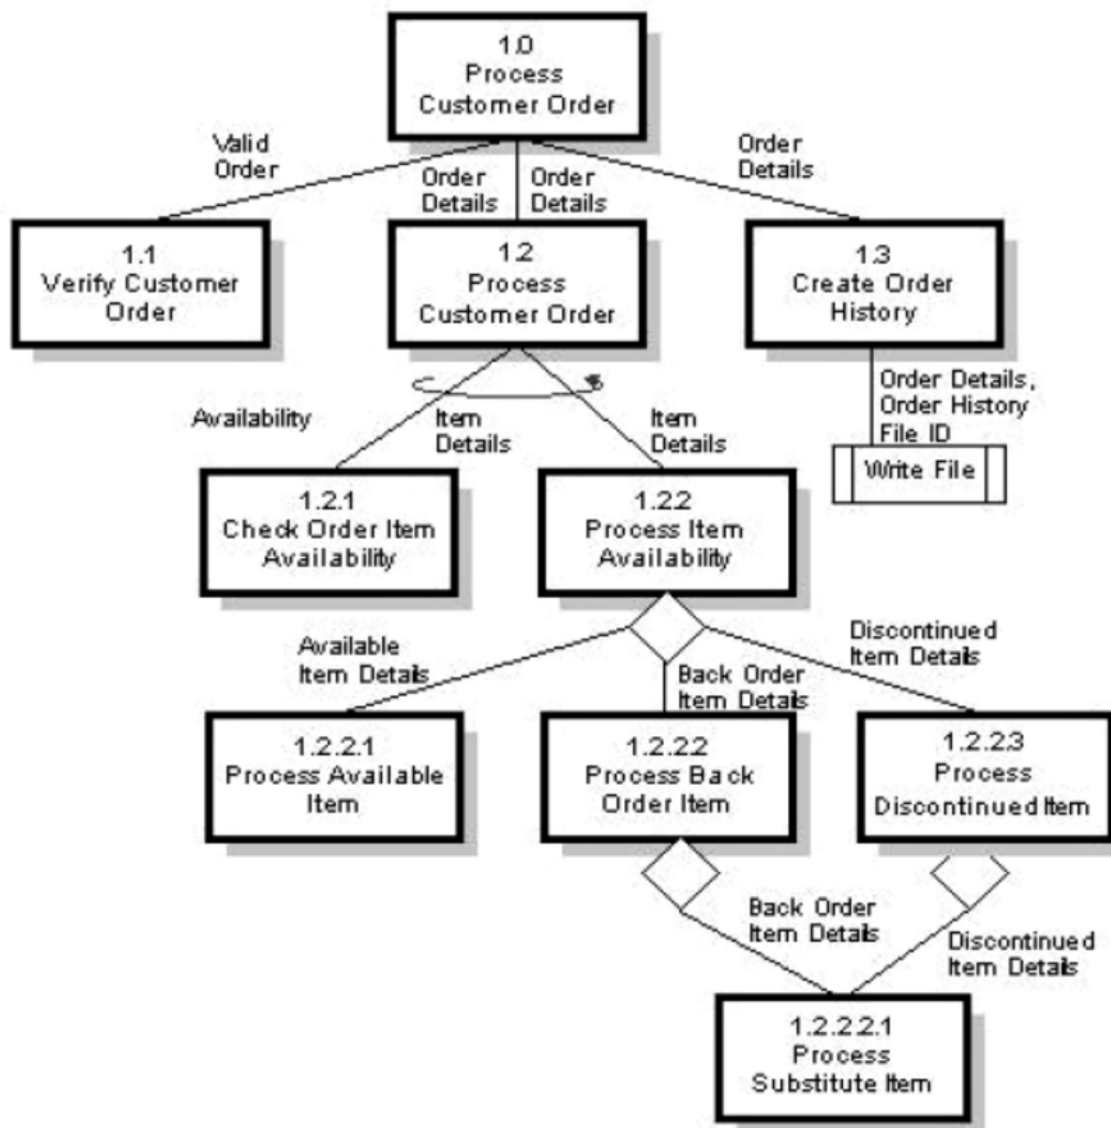 1.0
Process
Customer Order
Valid
Order
Order
Details
Order
Details
Order
Details
1.1
Verify Customer
Order
1.2
Process
Customer Order
1.3
Create Order
History
Order Details,
Order History
File ID
Write File
Availability
Item
Details
Item
Details
1.2.1
Check Order Item
Availability
1.2.2
Process Item
Availability
Available
Item Details
Back Order
Item Details
Discontinued
Item Details
1.2.2.1
Process Available
Item
1.2.2.2
Process Back
Order Item
1.2.2.3
Process
Discontinued Item
Back Order
Item Details
Discontinued
Item Details
1.2.2.2.1
Process
Substitute Item